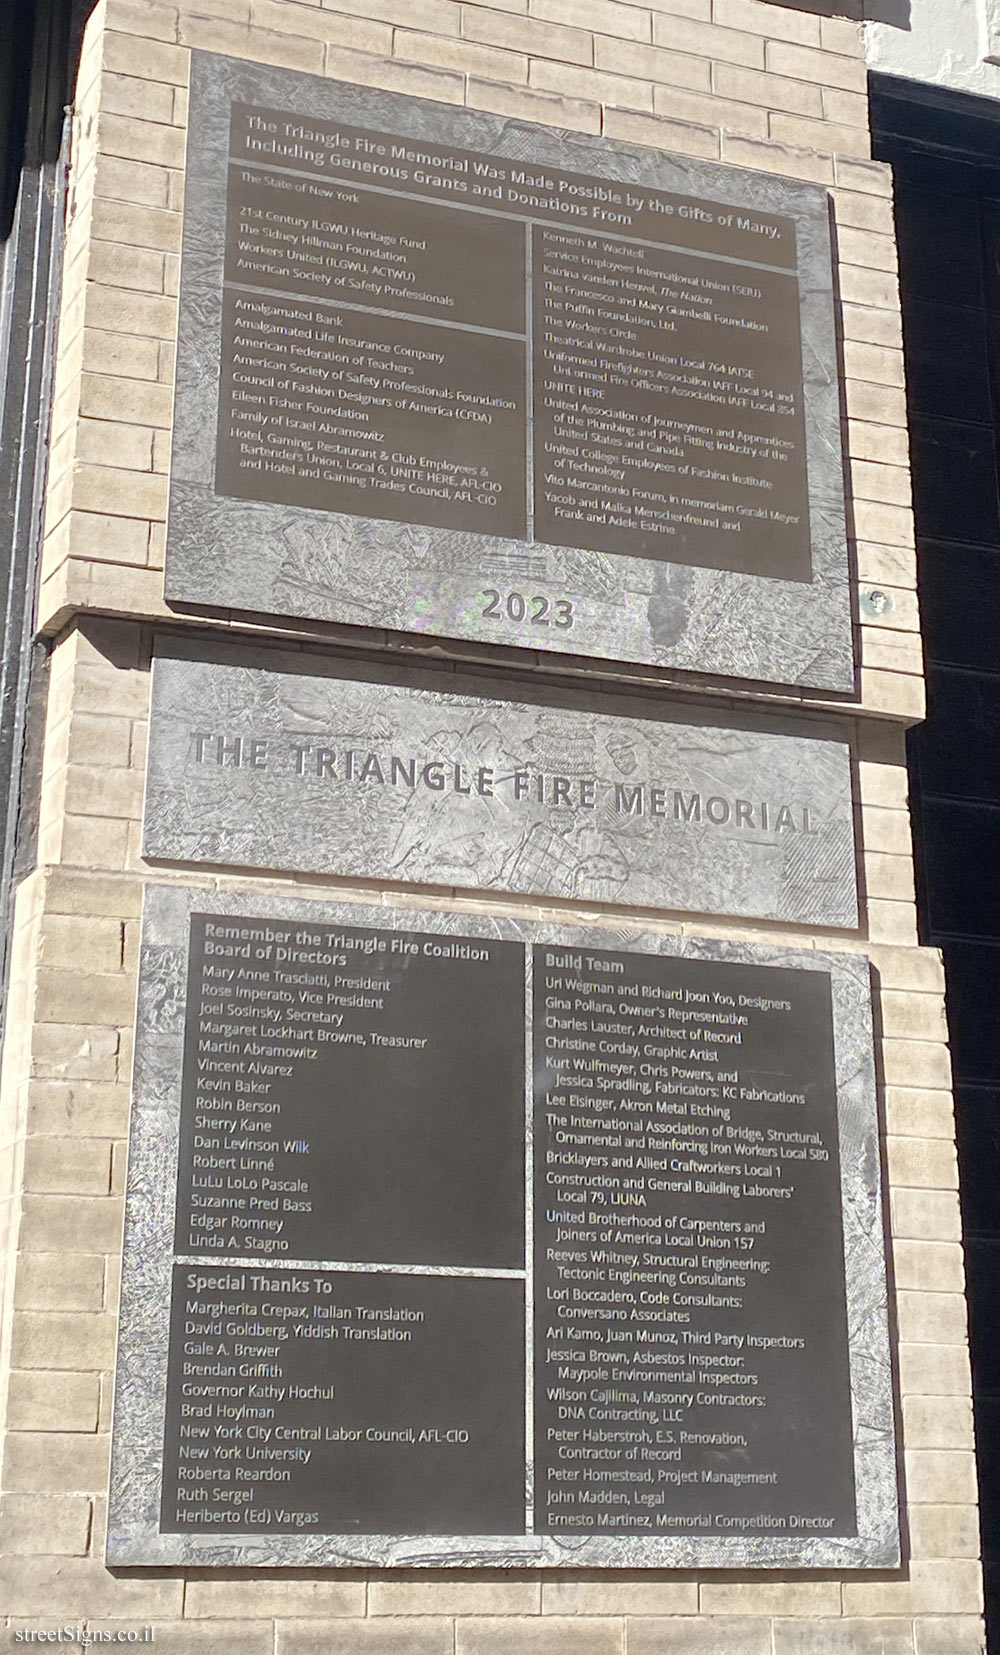 The Triangle Fire Memorial Was Made Possible by the Gifts of Many,
Including Generous Grants and Donations From
The State of New York
21st Century ILGWU Heritage Fund
The Sidney Hillman Foundation
Workers United (ILGWU, ACTWU)
American Society of Safety Professionals
Amalgamated Bank
Amalgamated Life Insurance Company
American Federation of Teachers
American Society of Safety Professionals Foundation
Council of Fashion Designers of America (CFDA)
Eileen Fisher Foundation
Family of Israel Abramowitz
Hotel, Gaming, Restaurant & Club Employees &
Bartenders Union, Local 6, UNITE HERE, AFL-CIO
and Hotel and Gaming Trades Council, AFL-CIO
Kenneth M. Wachtell
Service Employees International Union (SEIU)
Katrina vanden Heuvel, The Nation
The Francesco and Mary Giambelli Foundation
The Puffin Foundation, Ltd.
The Workers Circle
Theatrical Wardrobe Union Local 764 IATSE
Uniformed Firefighters Association IAFF Local 94 and
Uniformed Fire Officers Association IAFF Local 854
UNITE HERE
United Association of Journeymen and Apprentices
of the Plumbing and Pipe Fitting Industry of the
United States and Canada
United College Employees of Fashion Institute
of Technology
Vito Marcantonio Forum, in memoriam Gerald Meyer
Yacob and Malka Menschenfreund and
Frank and Adele Estrine
2023
THE TRIANGLE FIRE MEMORIAL
Remember the Triangle Fire Coalition
Board of Directors
Mary Anne Trasciatti, President
Rose Imperato, Vice President
Joel Sosinsky, Secretary
Margaret Lockhart Browne, Treasurer
Martin Abramowitz
Vincent Alvarez
Kevin Baker
Robin Berson
Sherry Kane
Dan Levinson Wilk
Robert Linné
LuLu LoLo Pascale
Suzanne Pred Bass
Edgar Romney
Linda A. Stagno
Special Thanks To
Margherita Crepax, Italian Translation
David Goldberg, Yiddish Translation
Gale A. Brewer
Brendan Griffith
Governor Kathy Hochul
Brad Hoylman
New York City Central Labor Council, AFL-CIO
New York University
Roberta Reardon
Ruth Sergel
Heriberto (Ed) Vargas
Build Team
Uri Wegman and Richard Joon Yoo, Designers
Gina Pollara, Owner's Representative
Charles Lauster, Architect of Record
Christine Corday, Graphic Artist
Kurt Wulfmeyer, Chris Powers, and
Jessica Spradling, Fabricators: KC Fabrications
Lee Eisinger, Akron Metal Etching
The International Association of Bridge, Structural,
Ornamental and Reinforcing Iron Workers Local 580
Bricklayers and Allied Craftworkers Local 1
Construction and General Building Laborers'
Local 79, LIUNA
United Brotherhood of Carpenters and
Joiners of America Local Union 157
Reeves Whitney, Structural Engineering:
Tectonic Engineering Consultants
Lori Boccadero, Code Consultants:
Conversano Associates
Ari Kamo, Juan Munoz, Third Party Inspectors
Jessica Brown, Asbestos Inspector:
Maypole Environmental Inspectors
Wilson Cajilima, Masonry Contractors:
DNA Contracting, LLC
Peter Haberstroh, E.S. Renovation,
Contractor of Record
Peter Homestead, Project Management
John Madden, Legal
Ernesto Martinez, Memorial Competition Director
streetSigns.co.il